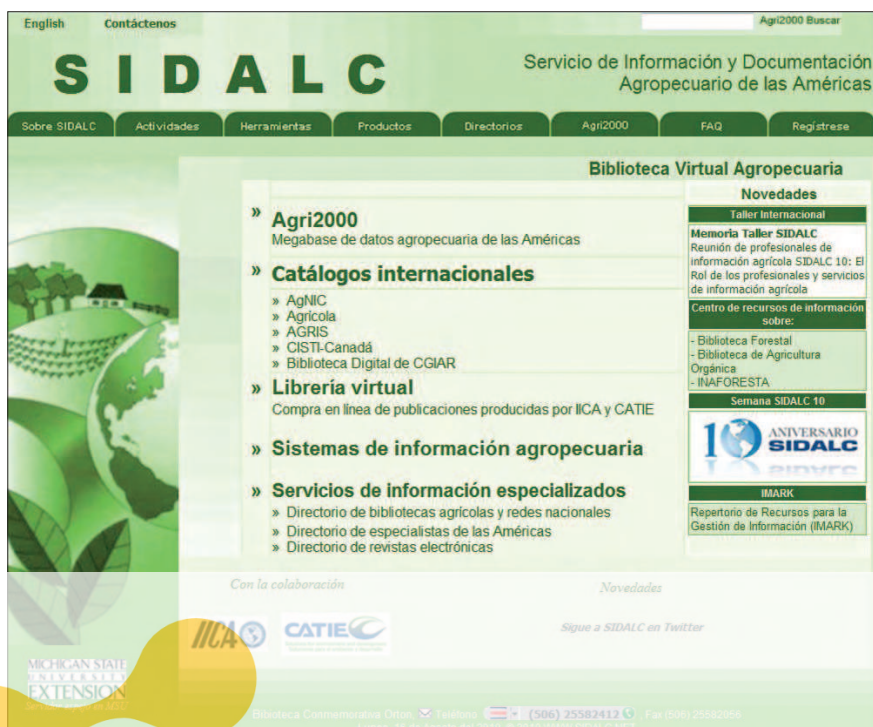 English Contáctenos
Agri2000 Buscar
SIDALC
Servicio de Información y Documentación
Agropecuario de las Américas
Sobre SIDALC Actividades Herramientas Productos Directorios Agri2000 FAQ Regístrese
Biblioteca Virtual Agropecuaria
» Agri2000
Megabase de datos agropecuaria de las Américas
» Catálogos internacionales
» AgNIC
» Agricola
» AGRIS
» CISTI-Canadá
» Biblioteca Digital de CGIAR
» Librería virtual
Compra en línea de publicaciones producidas por IICA y CATIE
» Sistemas de información agropecuaria
» Servicios de información especializados
» Directorio de bibliotecas agrícolas y redes nacionales
» Directorio de especialistas de las Américas
» Directorio de revistas electrónicas
Novedades
Taller Internacional
Memoria Taller SIDALC
Reunión de profesionales de
información agrícola SIDALC 10: El
Rol de los profesionales y servicios
de información agrícola
Centro de recursos de información
sobre:
- Biblioteca Forestal
- Biblioteca de Agricultura
Orgánica
- INAFORESTA
Semana SIDALC 10
10 ANIVERSARIO
SIDALC
IMARK
Repertorio de Recursos para la
Gestión de Información (IMARK)
Con la colaboración
Novedades
IICA
CATIE
Sigue a SIDALC en Twitter
MICHIGAN STATE
UNIVERSITY
EXTENSION
Biblioteca Conmemorativa Orton, Teléfono (506) 25582412, Fax (506) 25582056